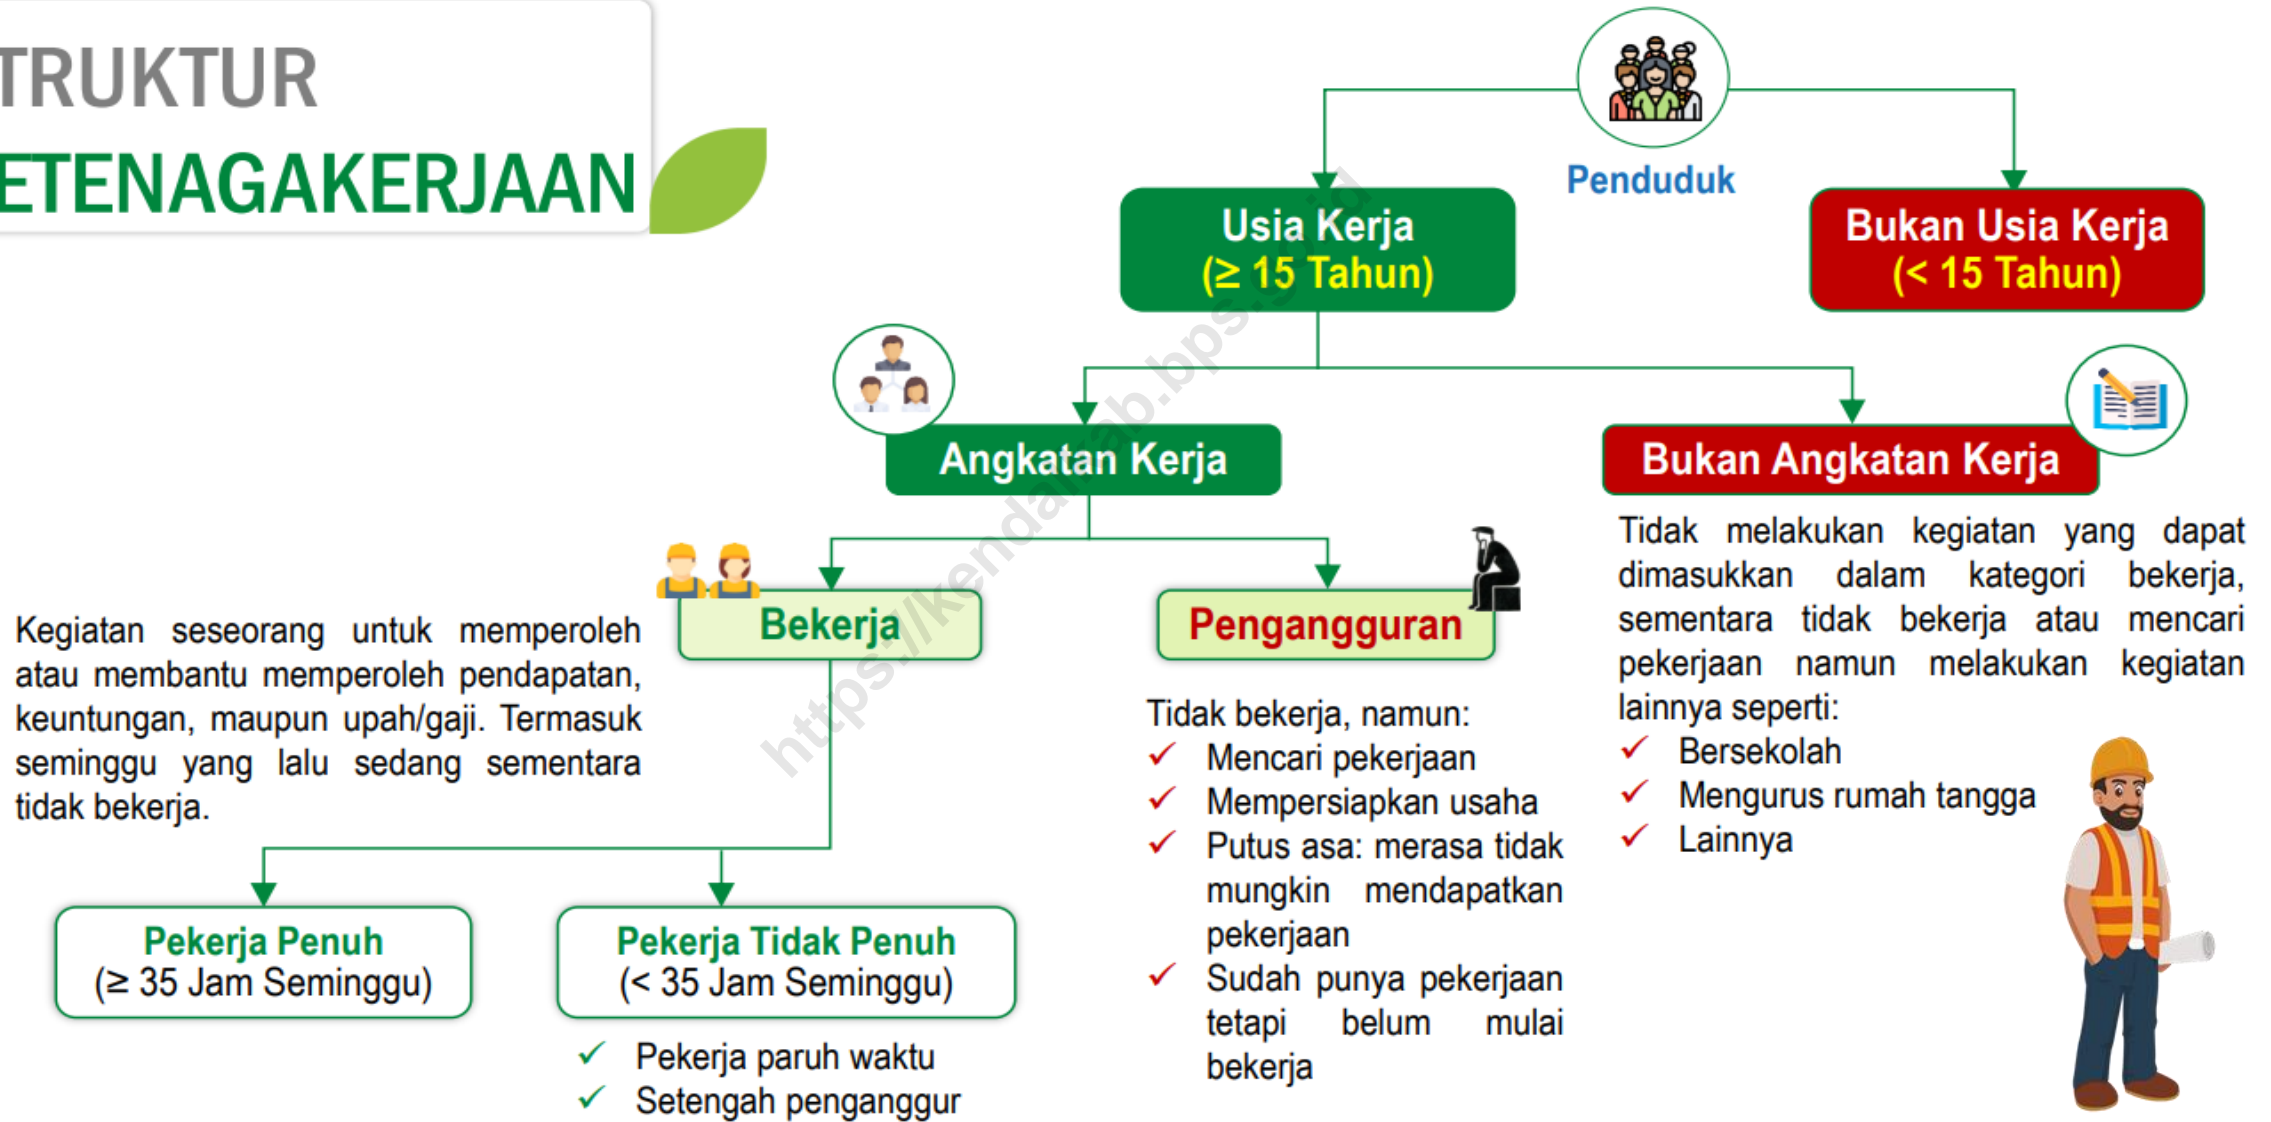 TRUKTUR
ETENAGAKERJAAN
Penduduk
Usia Kerja
(≥ 15 Tahun)
Bukan Usia Kerja
(< 15 Tahun)
Angkatan Kerja
Bukan Angkatan Kerja
Tidak melakukan kegiatan yang dapat
dimasukkan dalam kategori bekerja,
sementara tidak bekerja atau mencari
pekerjaan namun melakukan kegiatan
lainnya seperti:
✓ Bersekolah
✓ Mengurus rumah tangga
✓ Lainnya
Bekerja
Pengangguran
Kegiatan seseorang untuk memperoleh
atau membantu memperoleh pendapatan,
keuntungan, maupun upah/gaji. Termasuk
seminggu yang lalu sedang sementara
tidak bekerja.
Tidak bekerja, namun:
✓ Mencari pekerjaan
✓ Mempersiapkan usaha
✓ Putus asa: merasa tidak
mungkin mendapatkan
pekerjaan
✓ Sudah punya pekerjaan
tetapi belum mulai
bekerja
Pekerja Penuh
(≥ 35 Jam Seminggu)
Pekerja Tidak Penuh
(< 35 Jam Seminggu)
✓ Pekerja paruh waktu
✓ Setengah penganggur